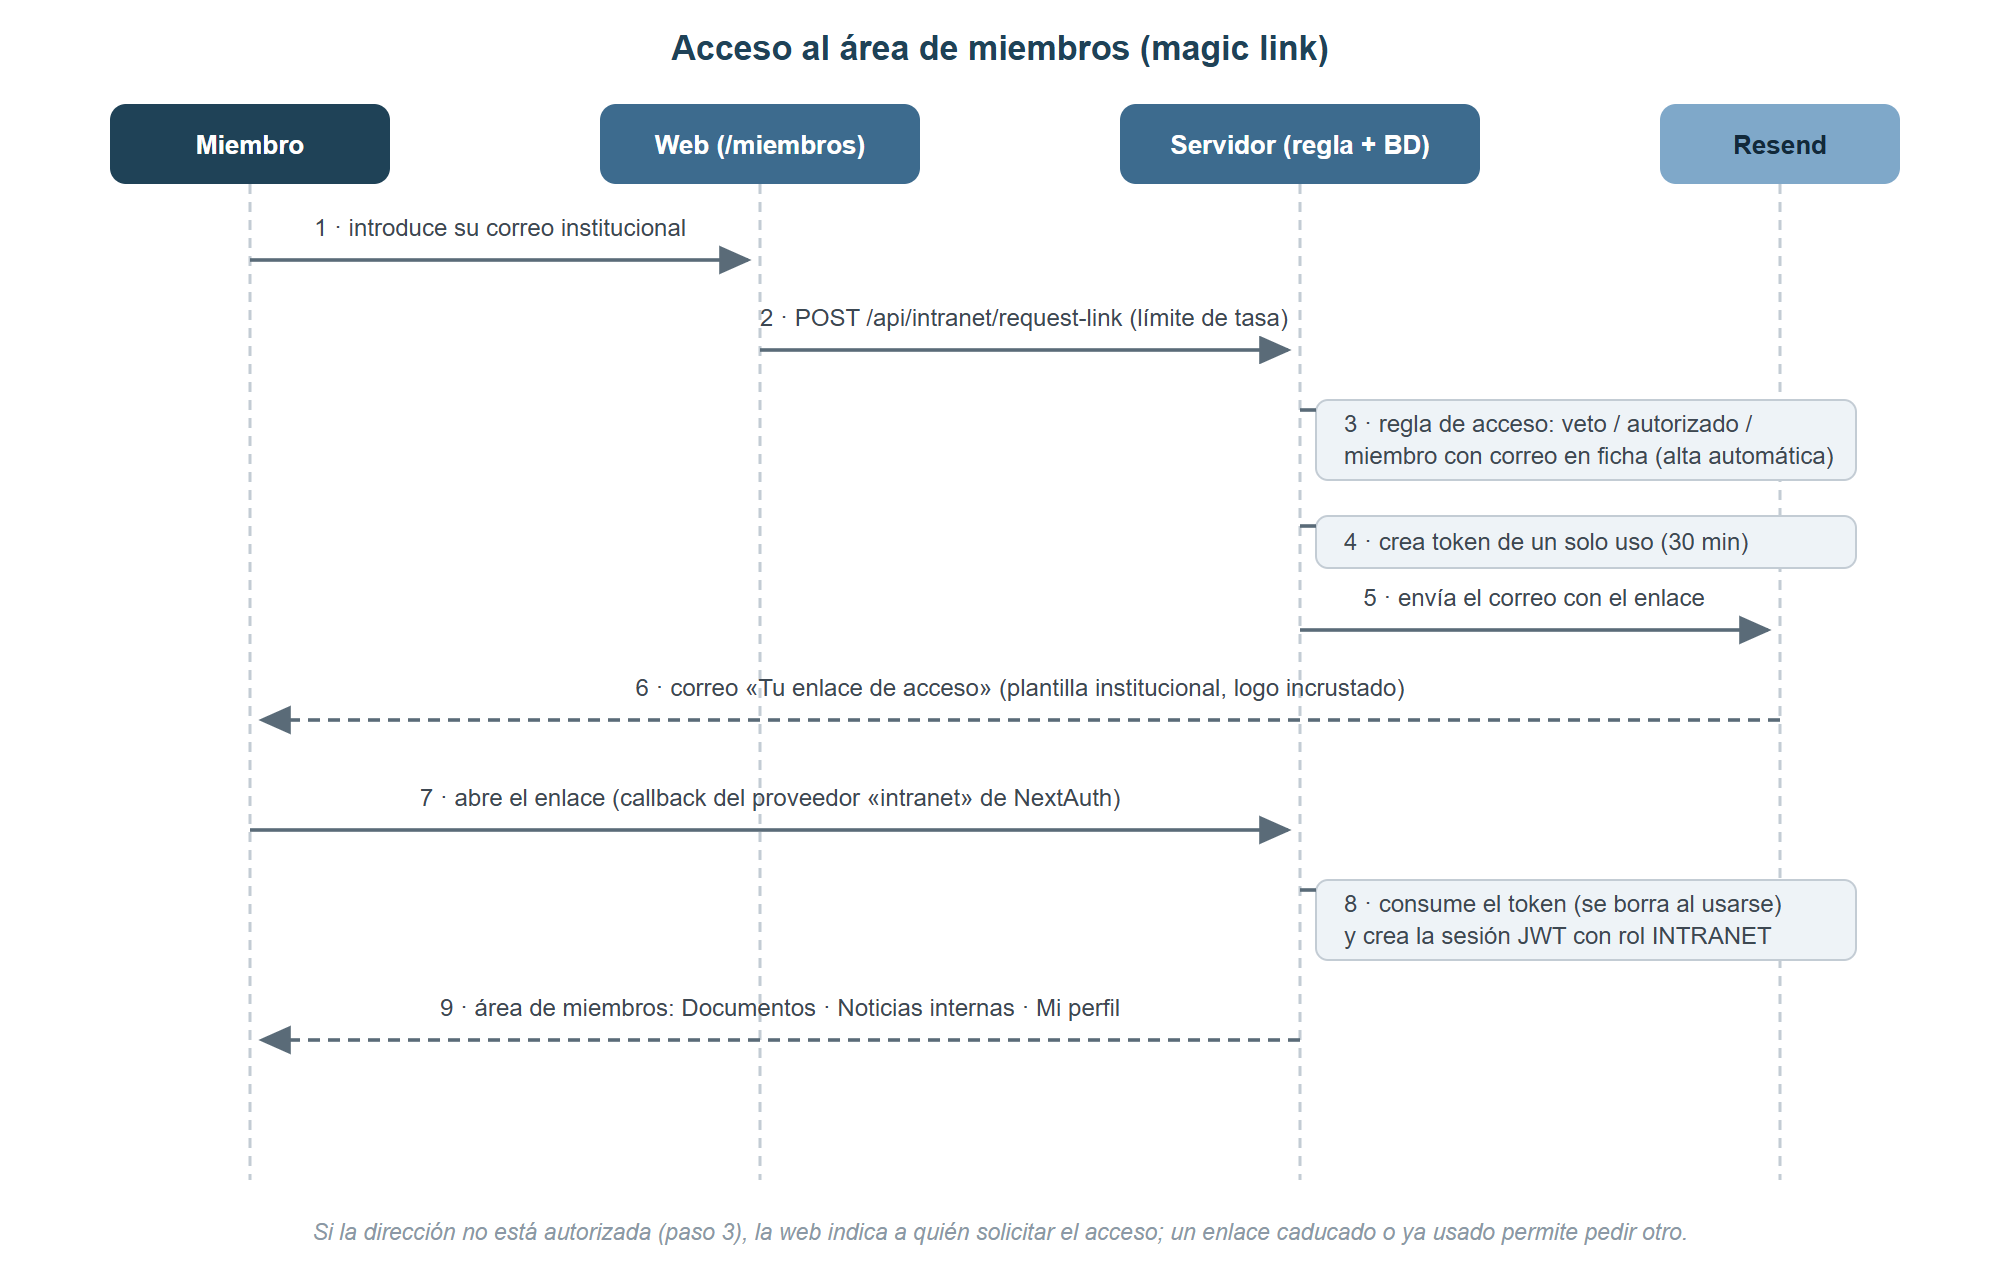 Acceso al área de miembros (magic link)
Miembro
Web (/miembros)
Servidor (regla + BD)
Resend
1 · introduce su correo institucional
2 · POST /api/intranet/request-link (límite de tasa)
3 · regla de acceso: veto / autorizado /
miembro con correo en ficha (alta automática)
4 · crea token de un solo uso (30 min)
5 · envía el correo con el enlace
6 · correo «Tu enlace de acceso» (plantilla institucional, logo incrustado)
7 · abre el enlace (callback del proveedor «intranet» de NextAuth)
8 · consume el token (se borra al usarse)
y crea la sesión JWT con rol INTRANET
9 · área de miembros: Documentos · Noticias internas · Mi perfil
Si la dirección no está autorizada (paso 3), la web indica a quién solicitar el acceso; un enlace caducado o ya usado permite pedir otro.